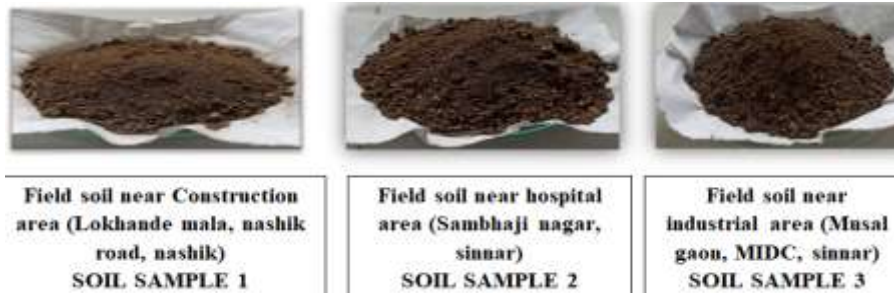 Field soil near Construction
area (Lokhande mala, nashik
road, nashik)
SOIL SAMPLE 1
Field soil near hospital
area (Sambhaji nagar,
sinnar)
SOIL SAMPLE 2
Field soil near
industrial area (Musal
gaon, MIDC, sinnar)
SOIL SAMPLE 3